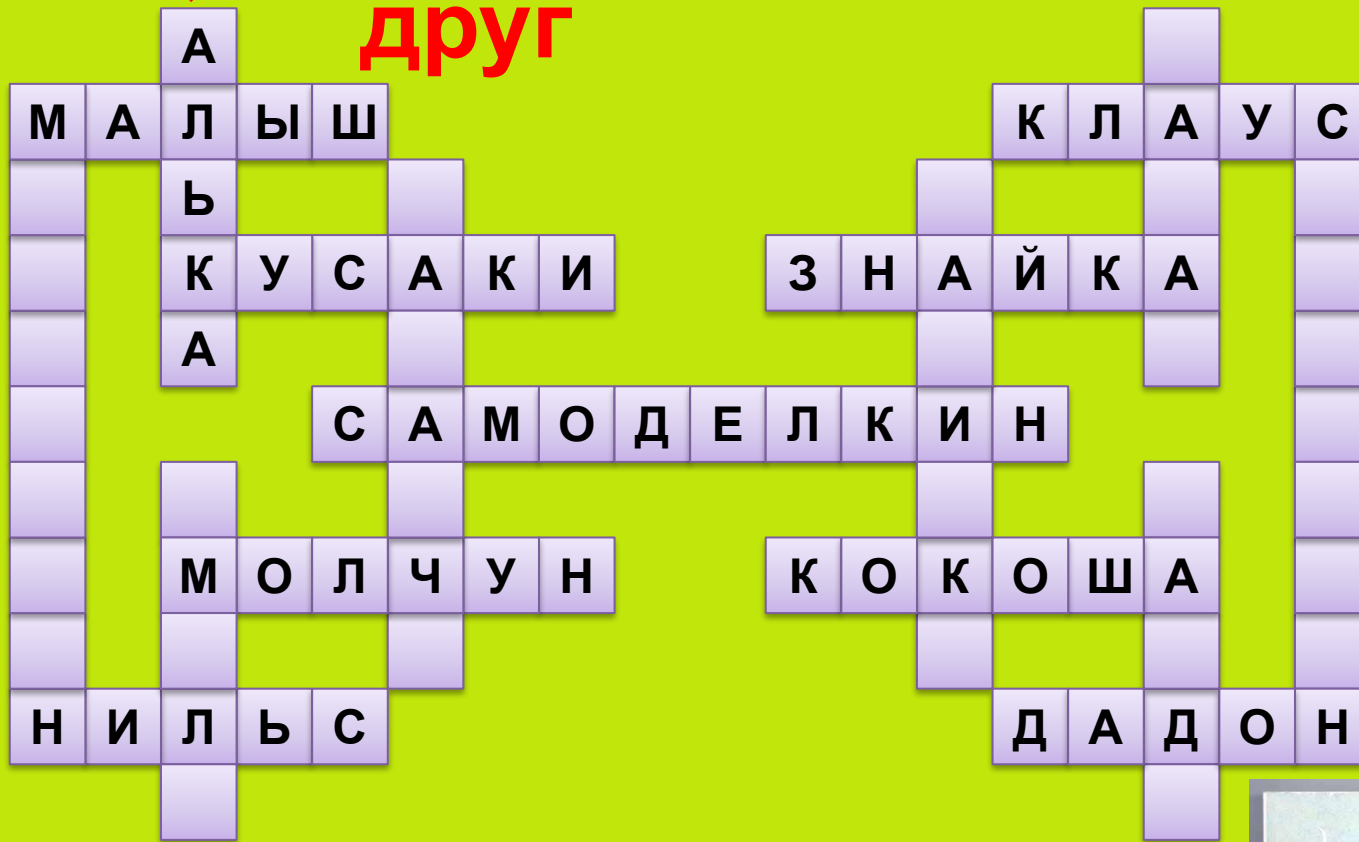 друг
А
МАЛЫШ КЛАУС
Ь
КУСАКИ ЗНАЙКА
А
САМОДЕЛКИН
МОЛЧУН КОКОША
НИЛЬС ДАДОН